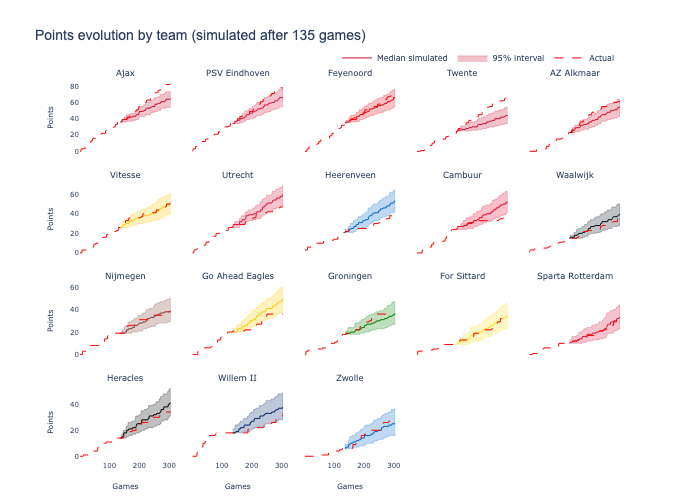 Points evolution by team (simulated after 135 games)
Median simulated 95% interval Actual
Ajax PSV Eindhoven Feyenoord Twente AZ Alkmaar
80
60
40
20
0
Points
Vitesse Utrecht Heerenveen Cambuur Waalwijk
60
40
20
0
Points
Nijmegen Go Ahead Eagles Groningen For Sittard Sparta Rotterdam
60
40
20
0
Points
Heracles Willem II Zwolle
40
20
0
Points
100 200 300 100 200 300 100 200 300
Games Games Games